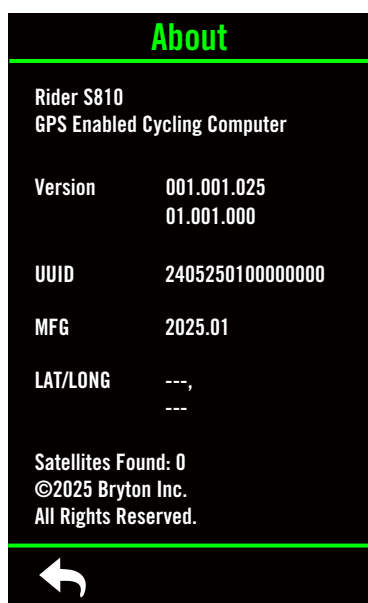 About
Rider S810
GPS Enabled Cycling Computer
Version 001.001.025
01.001.000
UUID 2405250100000000
MFG 2025.01
LAT/LONG ---,
---
Satellites Found: 0
©2025 Bryton Inc.
All Rights Reserved.